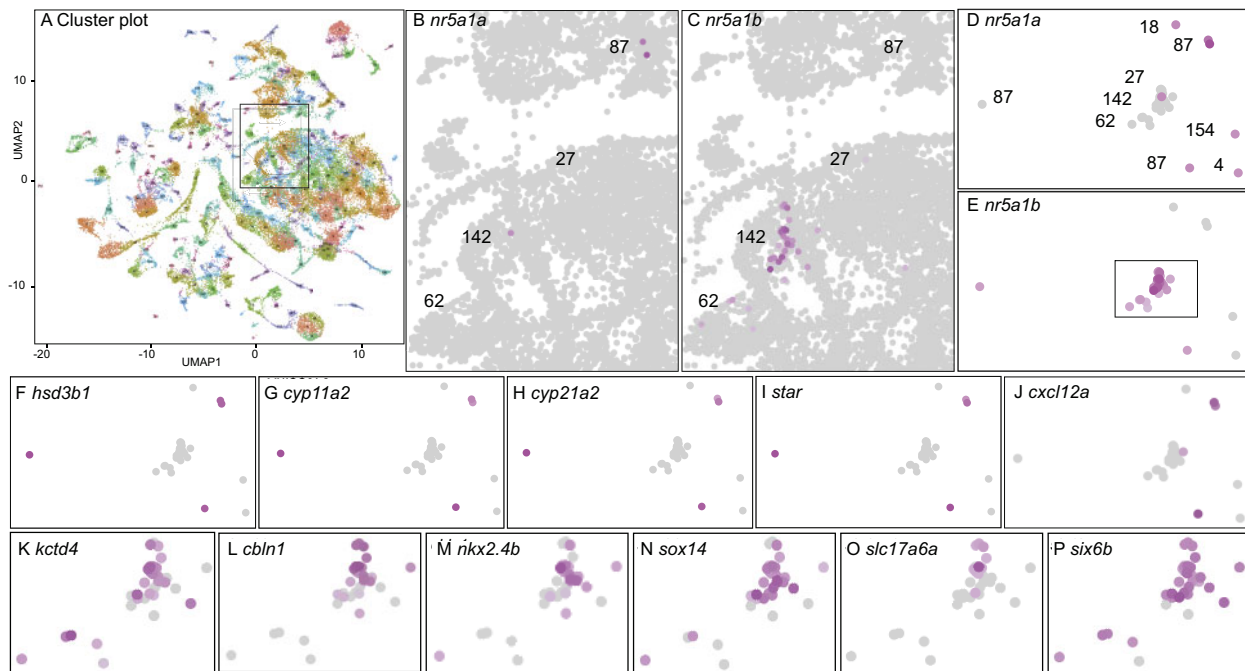 A Cluster plot
UMAP2
10
0
-10
-20
-10
0
10
UMAP1
B nr5a1a
87
27
142
62
C nr5a1b
87
27
142
62
D nr5a1a
18
87
27
87
142
62
154
87
4
E nr5a1b
F hsd3b1
G cyp11a2
H cyp21a2
I star
J cxcl12a
K kctd4
L cbln1
M nkx2.4b
N sox14
O slc17a6a
P six6b